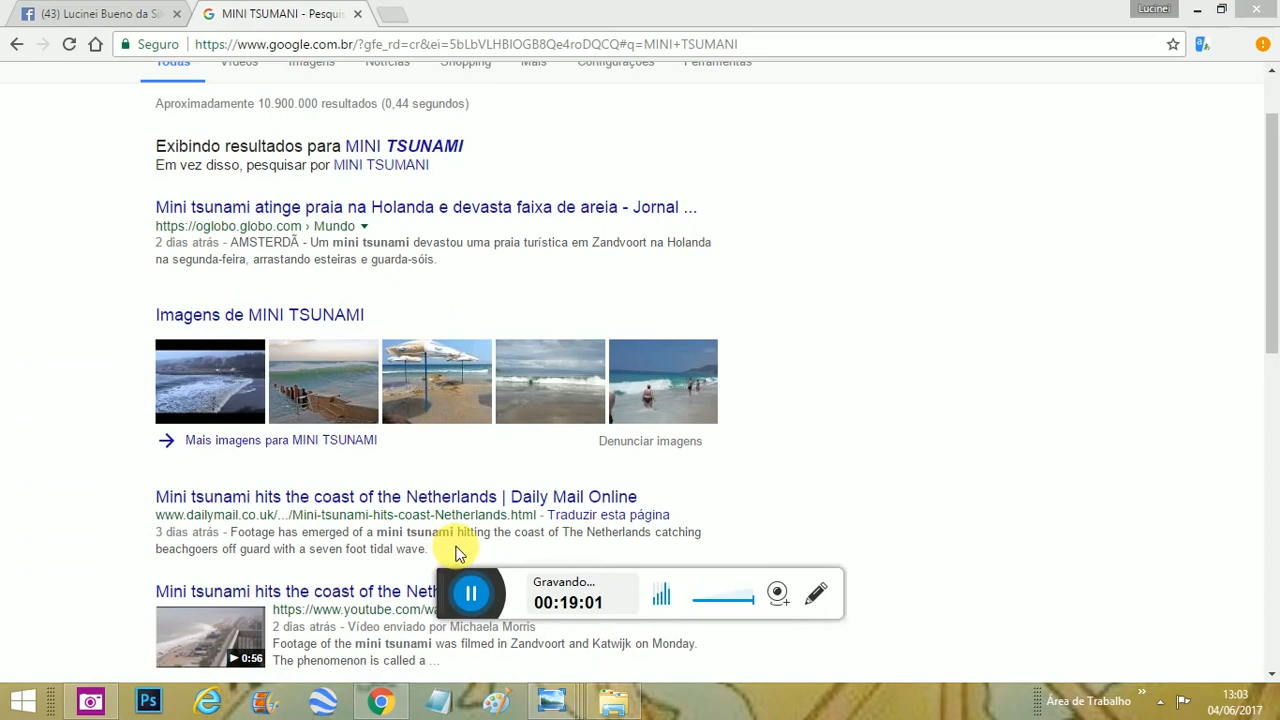 (43) Lucinei Bueno da Sil
MINI TSUMANI - Pesquis
Lucinei
Seguro
https://www.google.com.br/?gfe_rd=cr&ei=5bLbVLHBIOGB8Qe4roDQCQ#q=MINI+TSUMANI
Todas Vídeos Imagens Notícias Shopping Mais Configurações Ferramentas
Aproximadamente 10.900.000 resultados (0,44 segundos)
Exibindo resultados para MINI TSUNAMI
Em vez disso, pesquisar por MINI TSUMANI
Mini tsunami atinge praia na Holanda e devasta faixa de areia - Jornal ...
https://oglobo.globo.com › Mundo
2 dias atrás - AMSTERDÃ - Um mini tsunami devastou uma praia turística em Zandvoort na Holanda
na segunda-feira, arrastando esteiras e guarda-sóis.
Imagens de MINI TSUNAMI
Mais imagens para MINI TSUNAMI
Denunciar imagens
Mini tsunami hits the coast of the Netherlands | Daily Mail Online
www.dailymail.co.uk/.../Mini-tsunami-hits-coast-Netherlands.html - Traduzir esta página
3 dias atrás - Footage has emerged of a mini tsunami hitting the coast of The Netherlands catching
beachgoers off guard with a seven foot tidal wave.
Mini tsunami hits the coast of the Neth
https://www.youtube.com/wa
2 dias atrás - Vídeo enviado por Michaela Morris
Footage of the mini tsunami was filmed in Zandvoort and Katwijk on Monday.
The phenomenon is called a ...
0:56
Gravando...
00:19:01
Ps
Área de Trabalho
13:03
04/06/2017